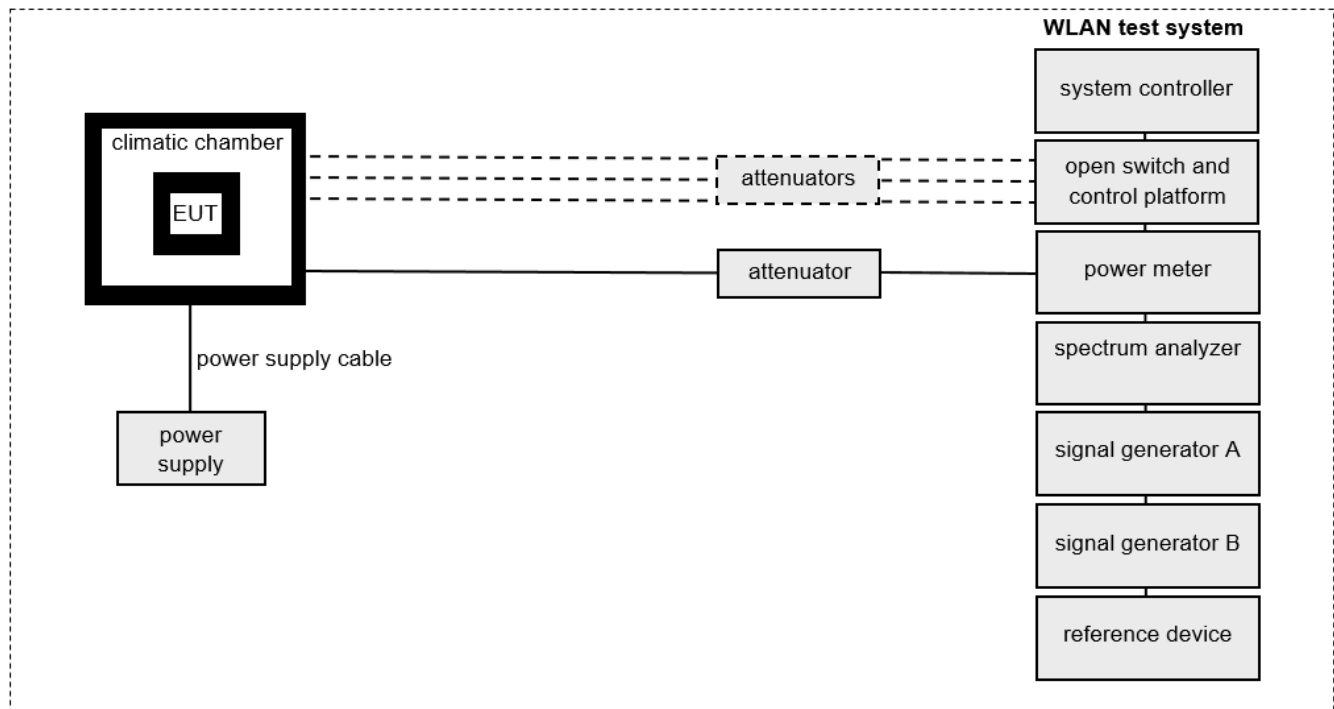 WLAN test system
system controller
climatic chamber
EUT
attenuators
open switch and
control platform
attenuator
power meter
power supply cable
spectrum analyzer
power
supply
signal generator A
signal generator B
reference device